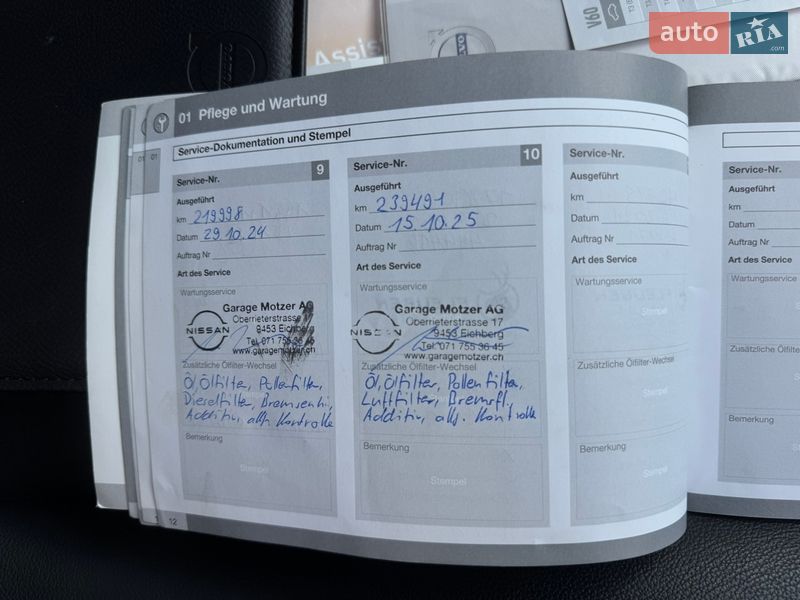 Assis
VOLVO
V60
auto RIA
.com
01 Pflege und Wartung
01 01
Service-Dokumentation und Stempel
Service-Nr. 9
Ausgeführt
km 219998
Datum 29.10.24
Auftrag Nr
Art des Service
Wartungsservice
Garage Motzer AG
Oberrieterstrasse 17
9453 Eichberg
Tel. 071 755 36 45
www.garagemotzer.ch
NISSAN
Zusätzliche Ölfilter-Wechsel
Öl, Ölfilter, Pollenfilter,
Dieselfilter,
Additiv, allg. Kontrolle
Bemerkung
Stempel
12
Service-Nr. 10
Ausgeführt
km 239491
Datum 15.10.25
Auftrag Nr
Art des Service
Wartungsservice
Garage Motzer AG
Oberrieterstrasse 17
9453 Eichberg
Tel. 071 755 36 45
www.garagemotzer.ch
NISSAN
Zusätzliche Ölfilter-Wechsel
Öl, Ölfilter, Pollenfilter,
Luftfilter, Bremsfl.,
Additiv, allg. Kontrolle
Bemerkung
Stempel
Service-Nr.
Ausgeführt
km
Datum
Auftrag Nr
Art des Service
Wartungsservice
Stempel
Zusätzliche Ölfilter-Wechsel
Stempel
Bemerkung
Stempel
Service-Nr.
Ausgeführt
km
Datum
Auftrag Nr
Art des Service
Wartungsservice
Zusätzliche Ölfilter
Bemerkung